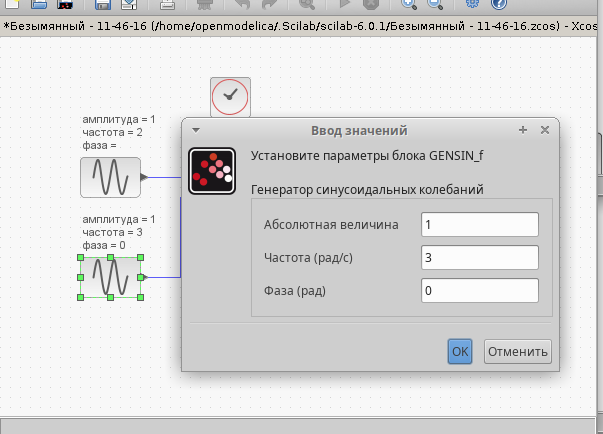 *Безымянный - 11-46-16 (/home/openmodelica/.Scilab/scilab-6.0.1/Безымянный - 11-46-16.zcos) - Xcos
амплитуда = 1
частота = 2
фаза =
амплитуда = 1
частота = 3
фаза = 0
Ввод значений
Установите параметры блока GENSIN_f
Генератор синусоидальных колебаний
Абсолютная величина 1
Частота (рад/с) 3
Фаза (рад) 0
OK Отменить